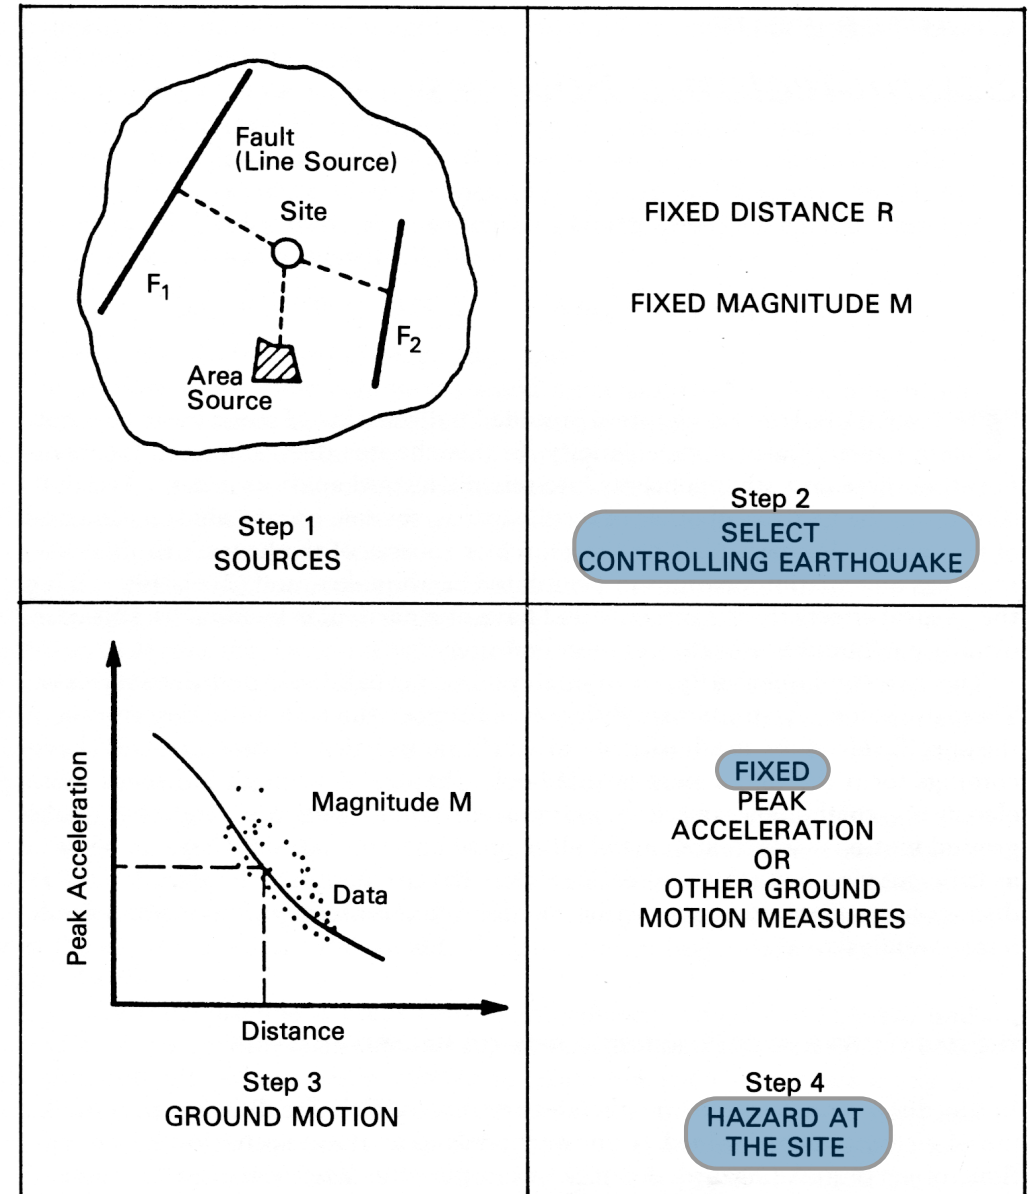 Fault
(Line Source)
Site
F1
F2
Area
Source
Step 1
SOURCES
FIXED DISTANCE R
FIXED MAGNITUDE M
Step 2
SELECT
CONTROLLING EARTHQUAKE
Peak Acceleration
Magnitude M
Data
Distance
Step 3
GROUND MOTION
FIXED
PEAK
ACCELERATION
OR
OTHER GROUND
MOTION MEASURES
Step 4
HAZARD AT
THE SITE